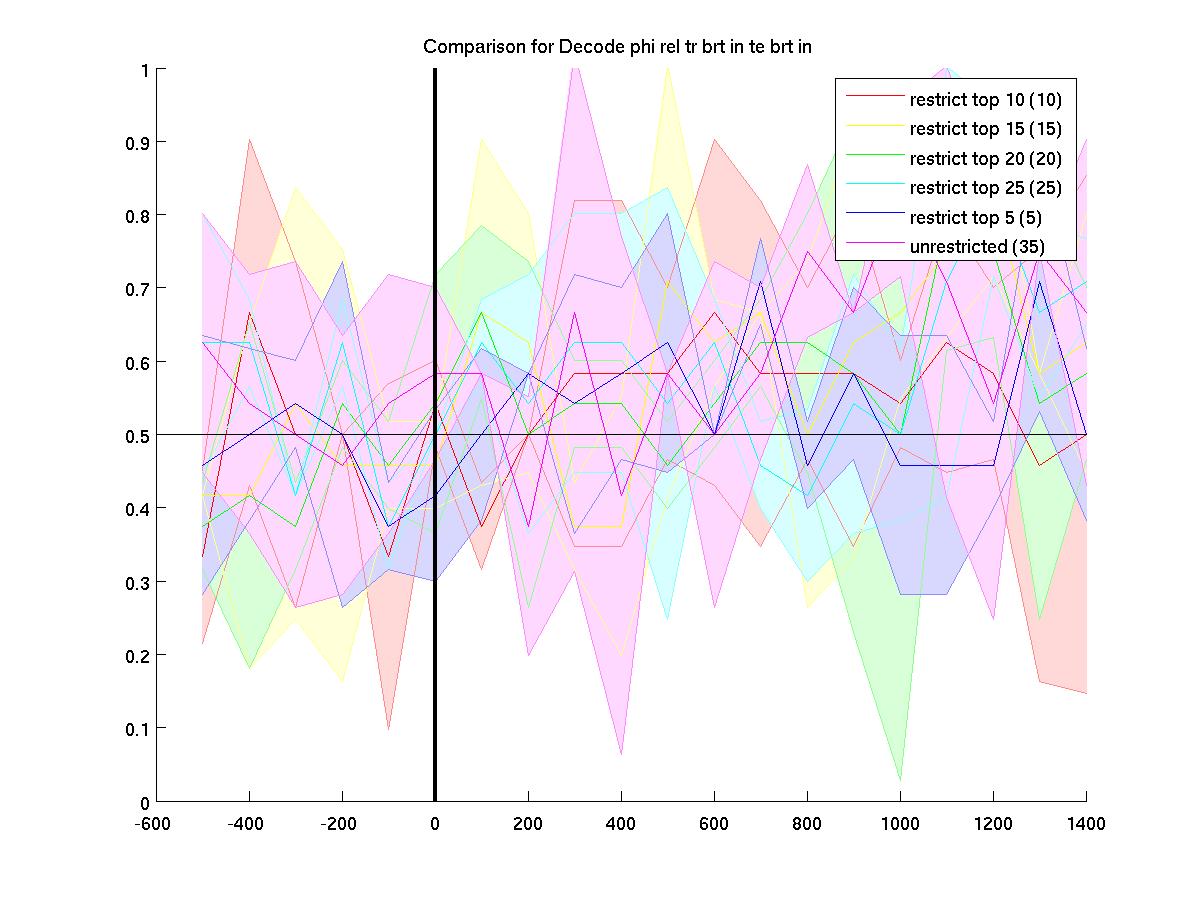 Comparison for Decode phi rel tr brt in te brt in
1
0.9
0.8
0.7
0.6
0.5
0.4
0.3
0.2
0.1
0
restrict top 10 (10)
restrict top 15 (15)
restrict top 20 (20)
restrict top 25 (25)
restrict top 5 (5)
unrestricted (35)
-600 -400 -200 0 200 400 600 800 1000 1200 1400